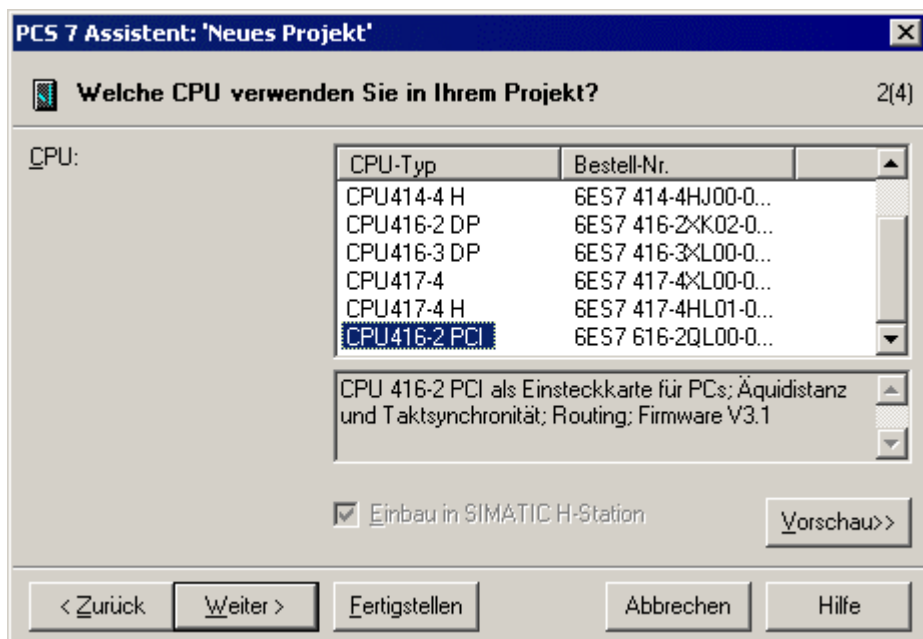 PCS 7 Assistent: 'Neues Projekt'
Welche CPU verwenden Sie in Ihrem Projekt? 2(4)
CPU:
CPU-Typ Bestell-Nr.
CPU414-4 H 6ES7 414-4HJ00-0...
CPU416-2 DP 6ES7 416-2XK02-0...
CPU416-3 DP 6ES7 416-3XL00-0...
CPU417-4 6ES7 417-4XL00-0...
CPU417-4 H 6ES7 417-4HL01-0...
CPU416-2 PCI 6ES7 616-2QL00-0...
CPU 416-2 PCI als Einsteckkarte für PCs; Äquidistanz
und Taktsynchronität; Routing; Firmware V3.1
Einbau in SIMATIC H-Station
Vorschau>>
< Zurück Weiter > Fertigstellen Abbrechen Hilfe